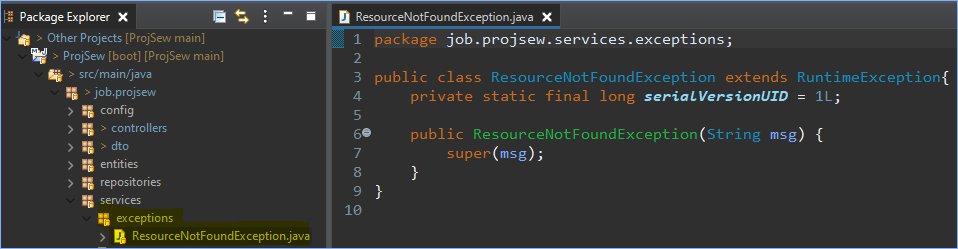 Package Explorer
> Other Projects [ProjSew main]
> ProjSew [boot] [ProjSew main]
> src/main/java
> job.projsew
config
> controllers
> dto
entities
repositories
services
exceptions
ResourceNotFoundException.java
ResourceNotFoundException.java
1 package job.projsew.services.exceptions;
2
3 public class ResourceNotFoundException extends RuntimeException{
4 private static final long serialVersionUID = 1L;
5
6 public ResourceNotFoundException(String msg) {
7 super(msg);
8 }
9 }
10